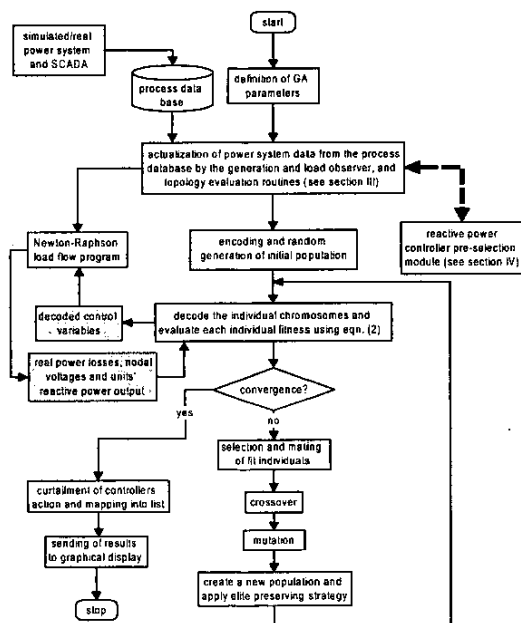 simulated/real
power system
and SCADA
start
process data
base
definition of GA
parameters
actualization of power system data from the process
database by the generation and load observer, and
topology evaluation routines (see section III)
Newton-Raphson
load flow program
encoding and random
generation of initial population
reactive power
controller pre-selection
module (see section IV)
decoded control
variables
decode the individual chromosomes and
evaluate each individual fitness using eqn. (2)
real power losses, nodal
voltages and units'
reactive power output
convergence?
yes
no
selection and mating
of fit individuals
curtailment of controllers
action and mapping into list
crossover
sending of results
to graphical display
mutation
create a new population and
apply elite preserving strategy
stop